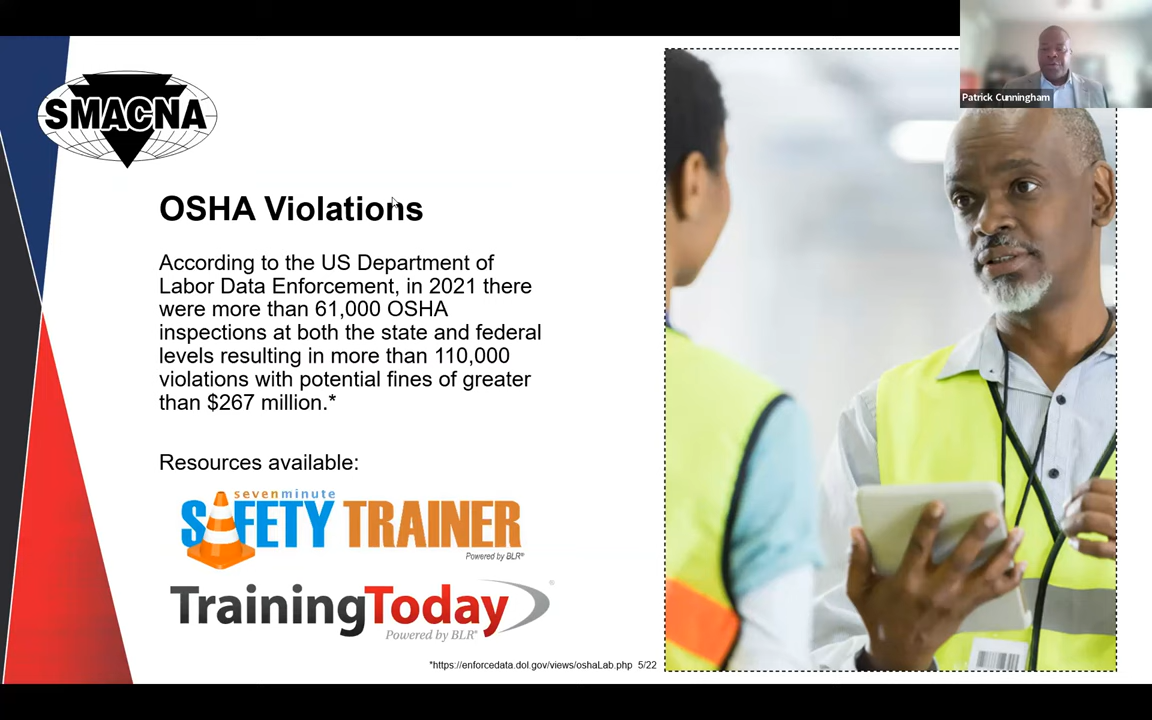 Patrick Cunningham
SMACNA
OSHA Violations
According to the US Department of
Labor Data Enforcement, in 2021 there
were more than 61,000 OSHA
inspections at both the state and federal
levels resulting in more than 110,000
violations with potential fines of greater
than $267 million.*
Resources available:
sevenminute
SAFETY TRAINER
Powered by BLR®
TrainingToday®
Powered by BLR®
*https://enforcedata.dol.gov/views/oshaLab.php 5/22